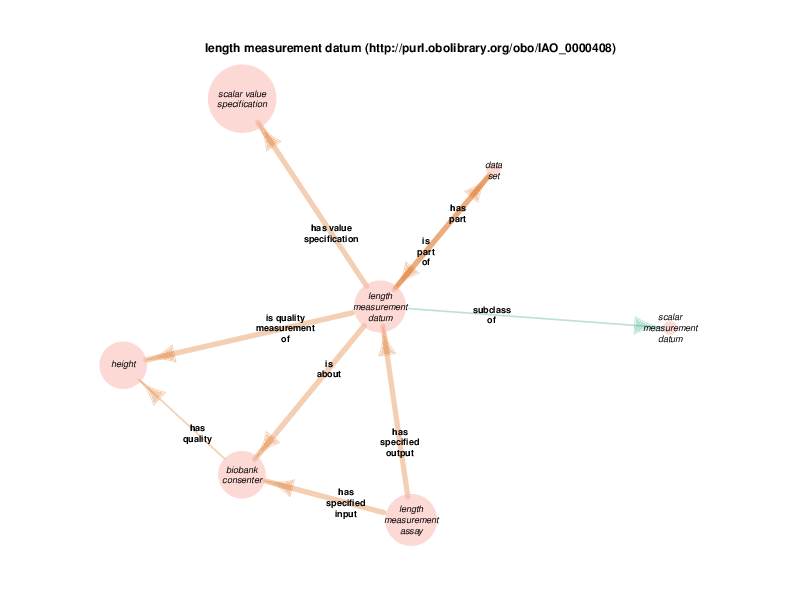 length measurement datum (http://purl.obolibrary.org/obo/IAO_0000408)
scalar value
specification
data
set
has
part
has value
specification
is
part
of
length
measurement
datum
subclass
of
scalar
measurement
datum
is quality
measurement
of
height
is
about
has
quality
has
specified
output
biobank
consenter
has
specified
input
length
measurement
assay